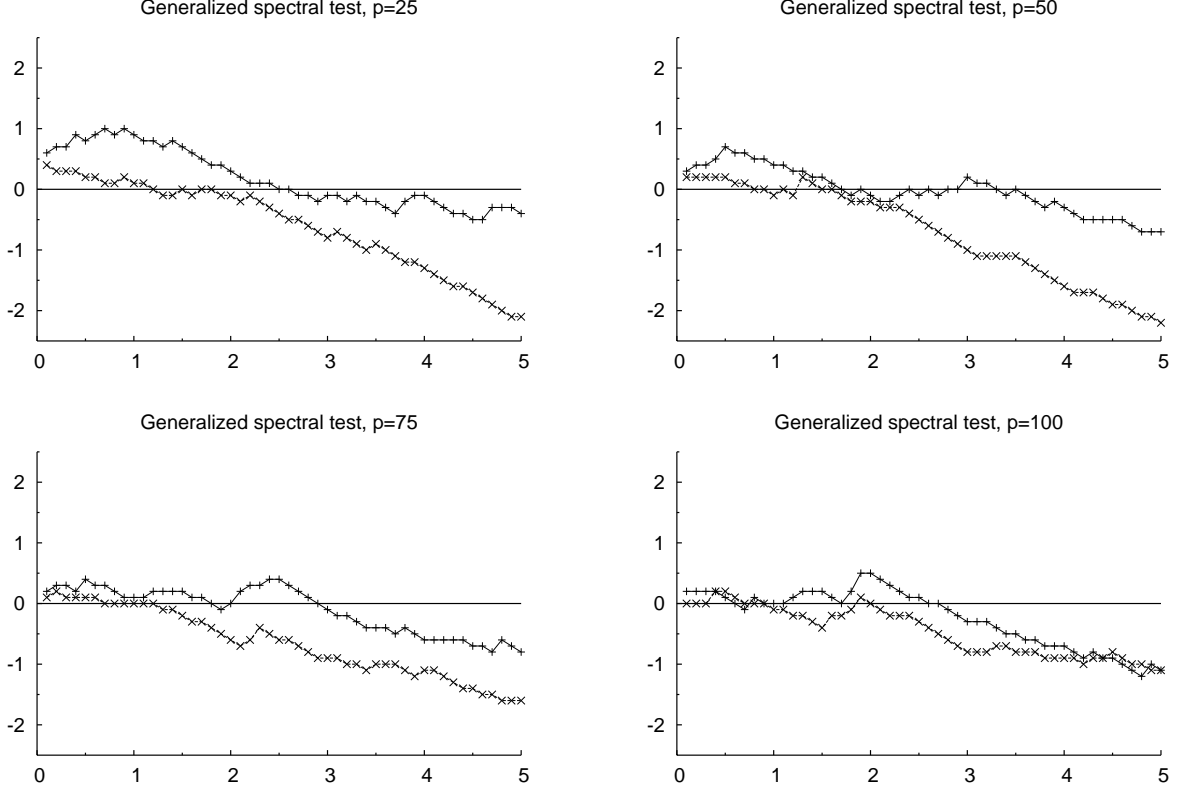 Generalized spectral test, p=25
2
1
0
-1
-2
0 1 2 3 4 5
Generalized spectral test, p=50
2
1
0
-1
-2
0 1 2 3 4 5
Generalized spectral test, p=75
2
1
0
-1
-2
0 1 2 3 4 5
Generalized spectral test, p=100
2
1
0
-1
-2
0 1 2 3 4 5